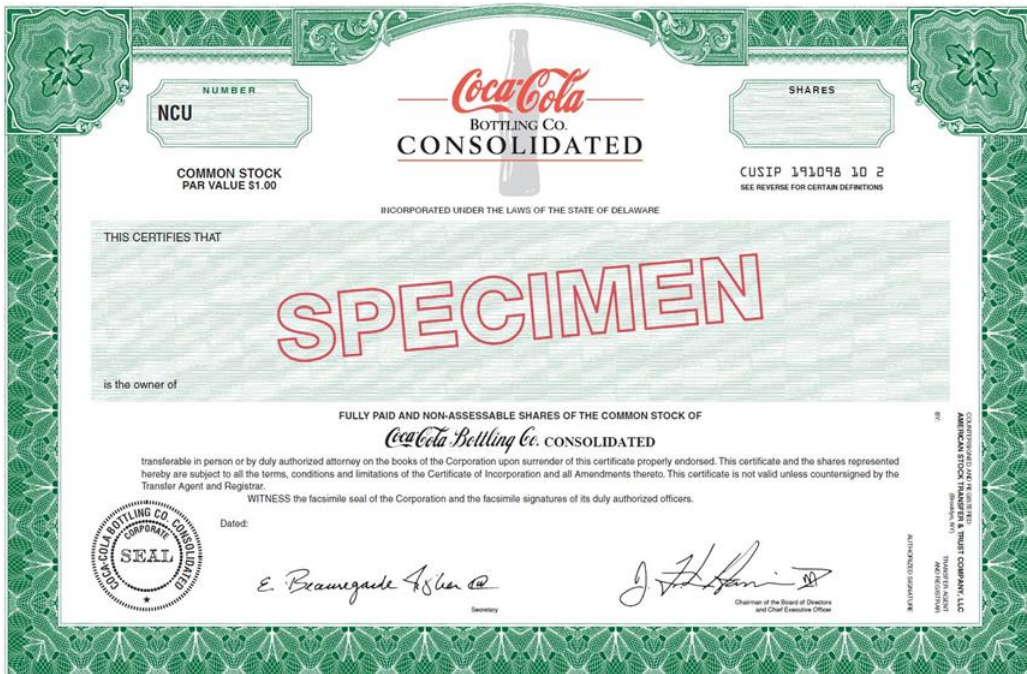 NUMBER
NCU
COMMON STOCK
PAR VALUE $1.00
Coca-Cola
BOTTLING CO.
CONSOLIDATED
SHARES
CUSIP 191098 10 2
SEE REVERSE FOR CERTAIN DEFINITIONS
INCORPORATED UNDER THE LAWS OF THE STATE OF DELAWARE
THIS CERTIFIES THAT
SPECIMEN
is the owner of
FULLY PAID AND NON-ASSESSABLE SHARES OF THE COMMON STOCK OF
Coca-Cola Bottling Co. CONSOLIDATED
transferable in person or by duly authorized attorney on the books of the Corporation upon surrender of this certificate properly endorsed. This certificate and the shares represented
hereby are subject to all the terms, conditions and limitations of the Certificate of Incorporation and all Amendments thereto. This certificate is not valid unless countersigned by the
Transfer Agent and Registrar.
WITNESS the facsimile seal of the Corporation and the facsimile signatures of its duly authorized officers.
Dated:
COCA-COLA BOTTLING CO. CONSOLIDATED
CORPORATE
SEAL
E. Beauregarde
Secretary
J.
Chairman of the Board of Directors
and Chief Executive Officer
COUNTERSIGNED AND REGISTERED:
AMERICAN STOCK TRANSFER & TRUST COMPANY, LLC
(Brooklyn, NY)
TRANSFER AGENT
AND REGISTRAR
BY:
AUTHORIZED SIGNATURE